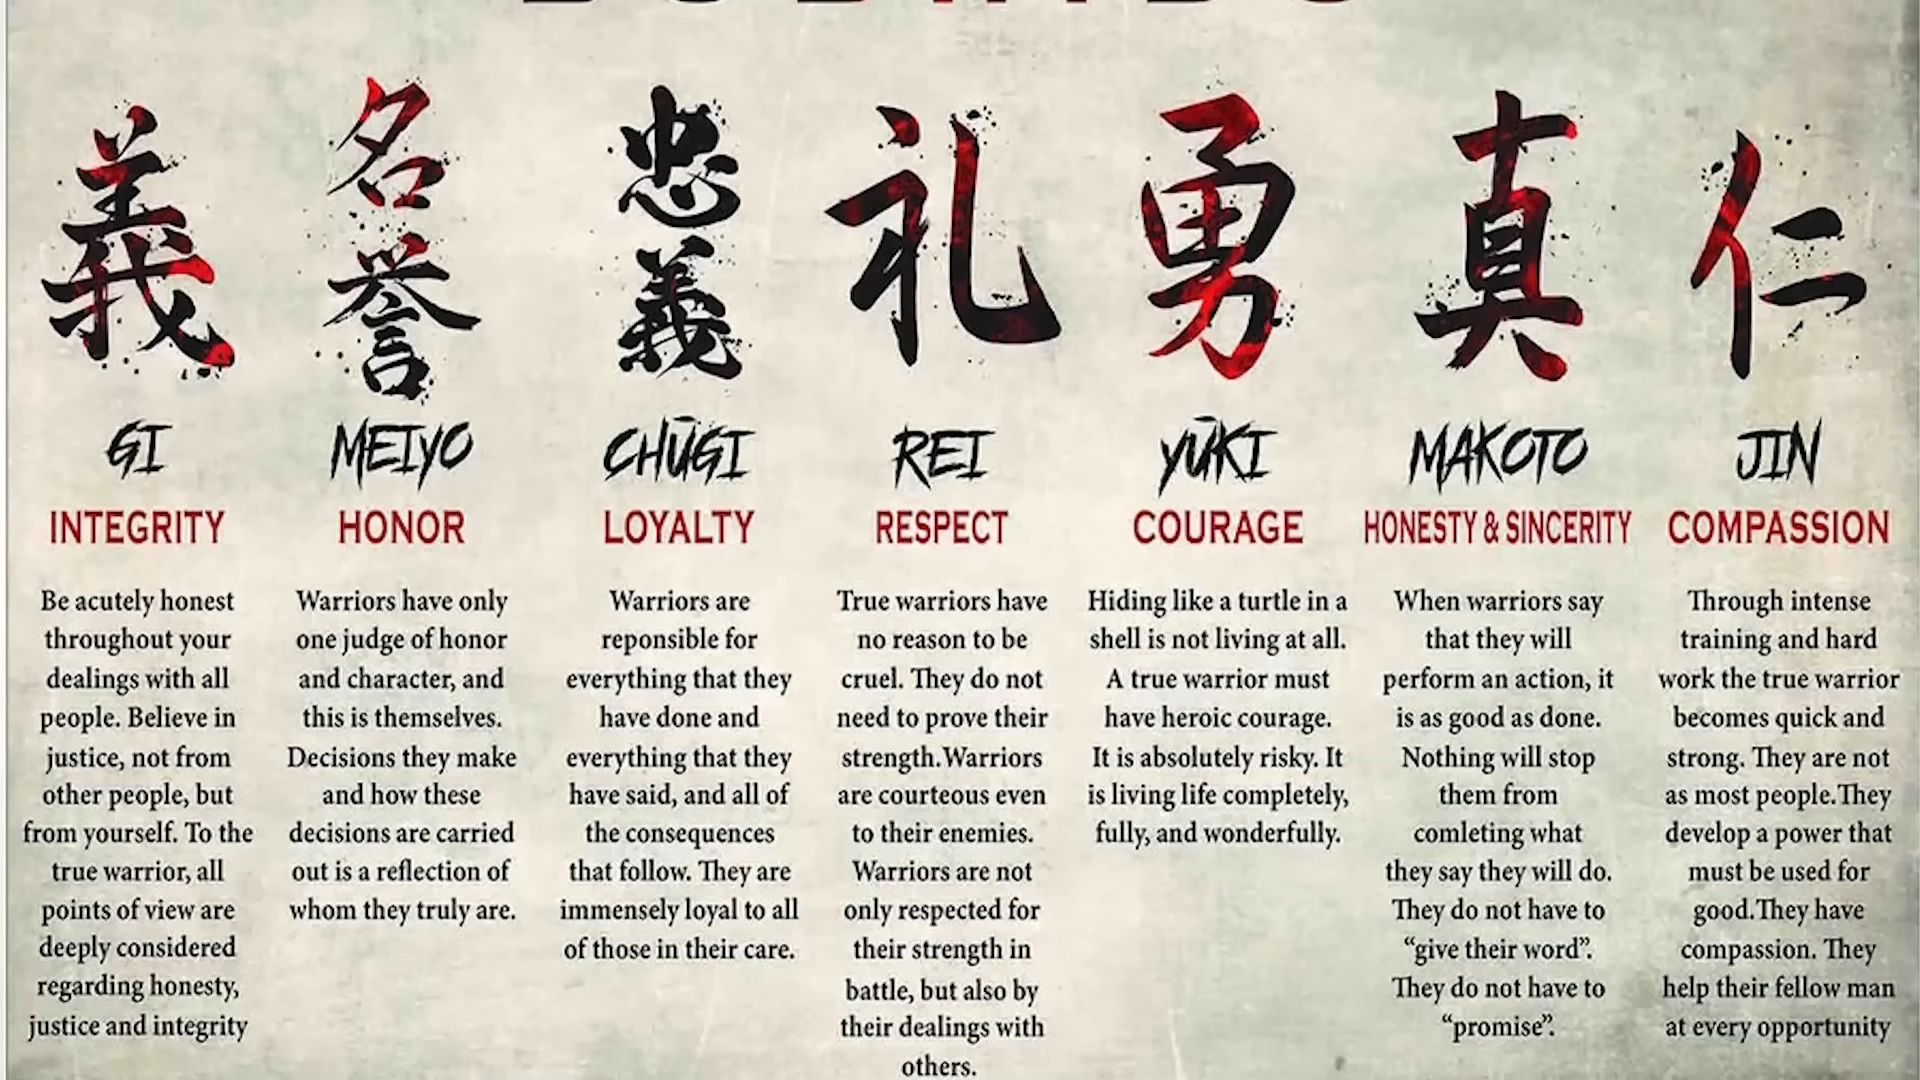 義
名
誉
忠
義
礼
勇
真
仁
GI
MEIYO
CHŪGI
REI
YŪKI
MAKOTO
JIN
INTEGRITY
HONOR
LOYALTY
RESPECT
COURAGE
HONESTY & SINCERITY
COMPASSION
Be acutely honest
throughout your
dealings with all
people. Believe in
justice, not from
other people, but
from yourself. To the
true warrior, all
points of view are
deeply considered
regarding honesty,
justice and integrity
Warriors have only
one judge of honor
and character, and
this is themselves.
Decisions they make
and how these
decisions are carried
out is a reflection of
whom they truly are.
Warriors are
reponsible for
everything that they
have done and
everything that they
have said, and all of
the consequences
that follow. They are
immensely loyal to all
of those in their care.
True warriors have
no reason to be
cruel. They do not
need to prove their
strength.Warriors
are courteous even
to their enemies.
Warriors are not
only respected for
their strength in
battle, but also by
their dealings with
others.
Hiding like a turtle in a
shell is not living at all.
A true warrior must
have heroic courage.
It is absolutely risky. It
is living life completely,
fully, and wonderfully.
When warriors say
that they will
perform an action, it
is as good as done.
Nothing will stop
them from
comleting what
they say they will do.
They do not have to
“give their word”.
They do not have to
“promise”.
Through intense
training and hard
work the true warrior
becomes quick and
strong. They are not
as most people.They
develop a power that
must be used for
good.They have
compassion. They
help their fellow man
at every opportunity